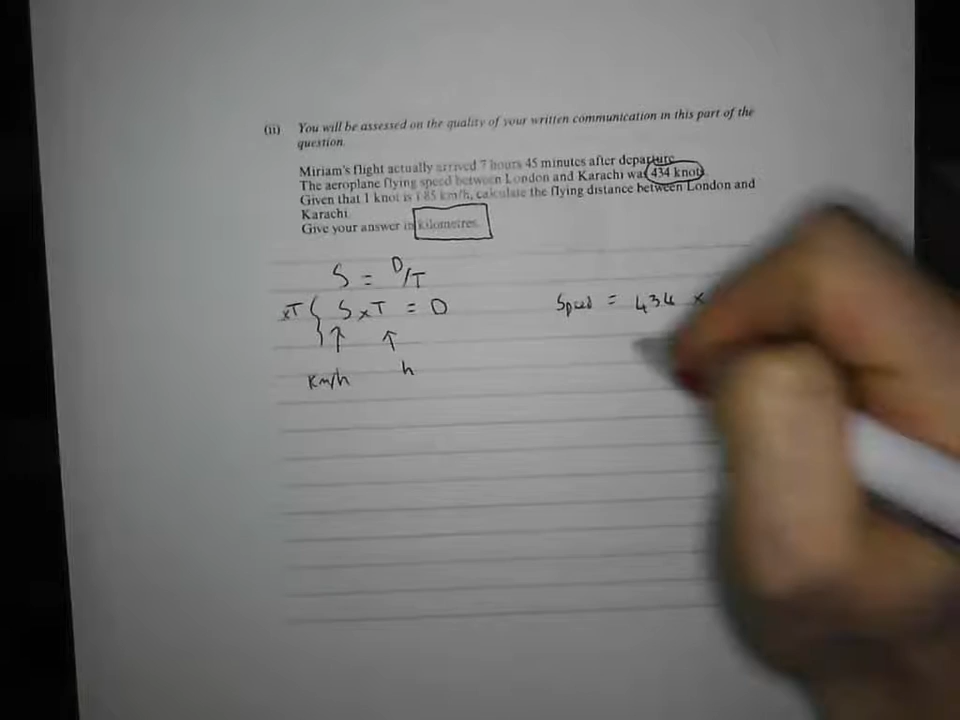 (ii) You will be assessed on the quality of your written communication in this part of the
question.
Miriam's flight actually arrived 7 hours 45 minutes after departure
The aeroplane flying speed between London and Karachi was 434 knots
Given that 1 knot is 1.85 km/h, calculate the flying distance between London and
Karachi
Give your answer in kilometres.
S = D/T
xT S x T = D
Speed = 434 x
km/h h